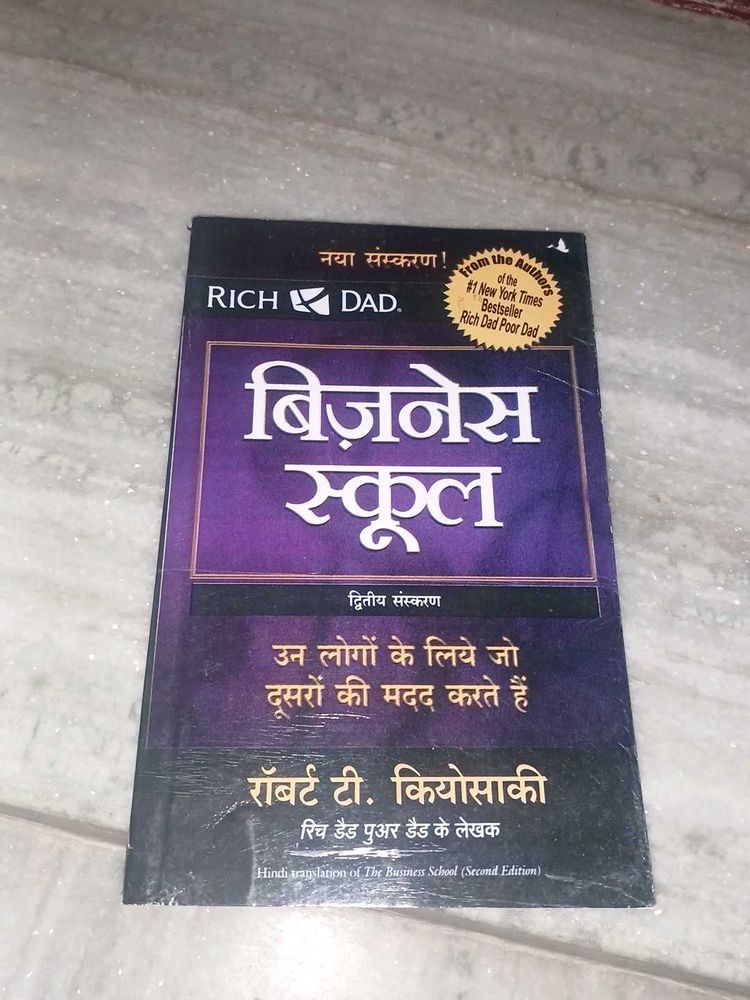 नया संस्करण!
From the Authors
of the
#1 New York Times
Bestseller
Rich Dad Poor Dad
RICH DAD®
बिज़नेस
स्कूल
द्वितीय संस्करण
उन लोगों के लिये जो
दूसरों की मदद करते हैं
रॉबर्ट टी. कियोसाकी
रिच डैड पुअर डैड के लेखक
Hindi translation of The Business School (Second Edition)